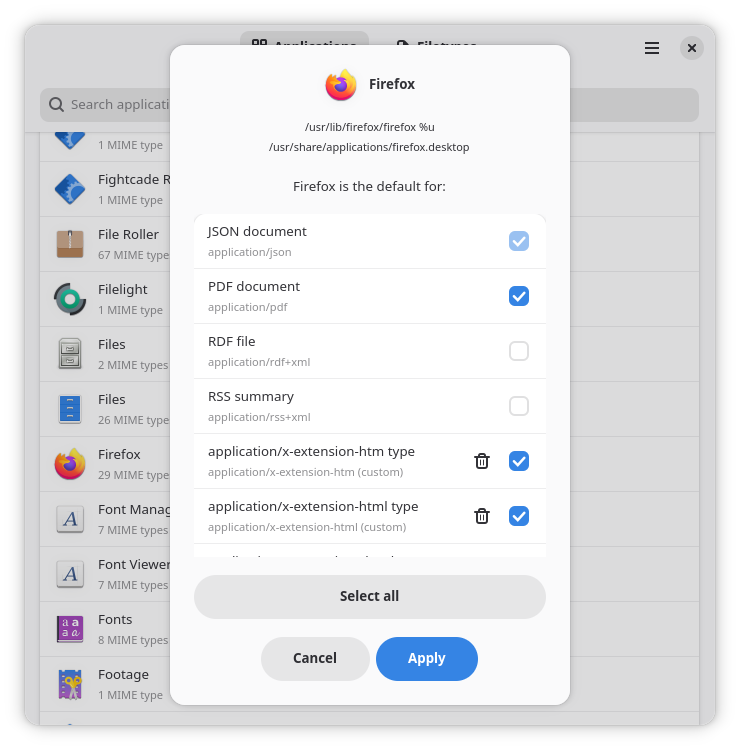 Applications
Filetypes
Search applicati
1 MIME type
Fightcade R
1 MIME type
File Roller
67 MIME type
Filelight
1 MIME type
Files
2 MIME types
Files
26 MIME type
Firefox
29 MIME type
Font Manag
7 MIME types
Font Viewer
7 MIME types
Fonts
8 MIME types
Footage
1 MIME type
Firefox
/usr/lib/firefox/firefox %u
/usr/share/applications/firefox.desktop
Firefox is the default for:
JSON document
application/json
PDF document
application/pdf
RDF file
application/rdf+xml
RSS summary
application/rss+xml
application/x-extension-htm type
application/x-extension-htm (custom)
application/x-extension-html type
application/x-extension-html (custom)
Select all
Cancel
Apply